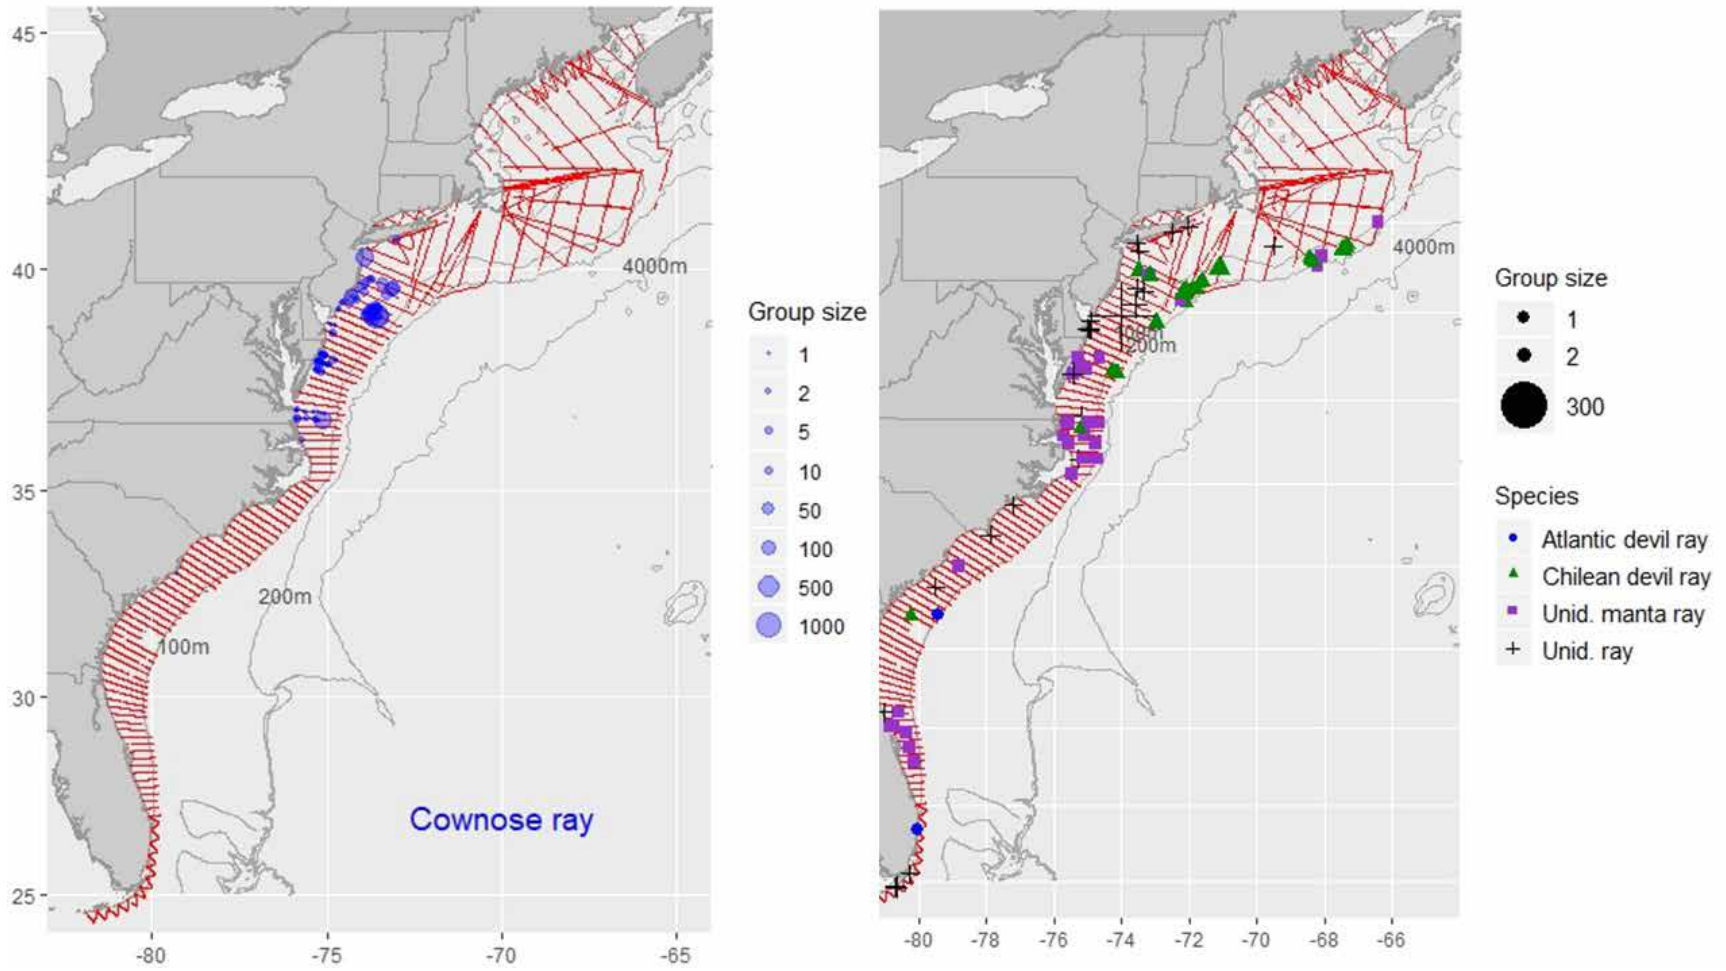 45
40
35
30
25
4000m
200m
100m
Cownose ray
-80
-75
-70
-65
Group size
1
2
5
10
50
100
500
1000
4000m
200m
-80
-78
-76
-74
-72
-70
-68
-66
Group size
1
2
300
Species
Atlantic devil ray
Chilean devil ray
Unid. manta ray
Unid. ray